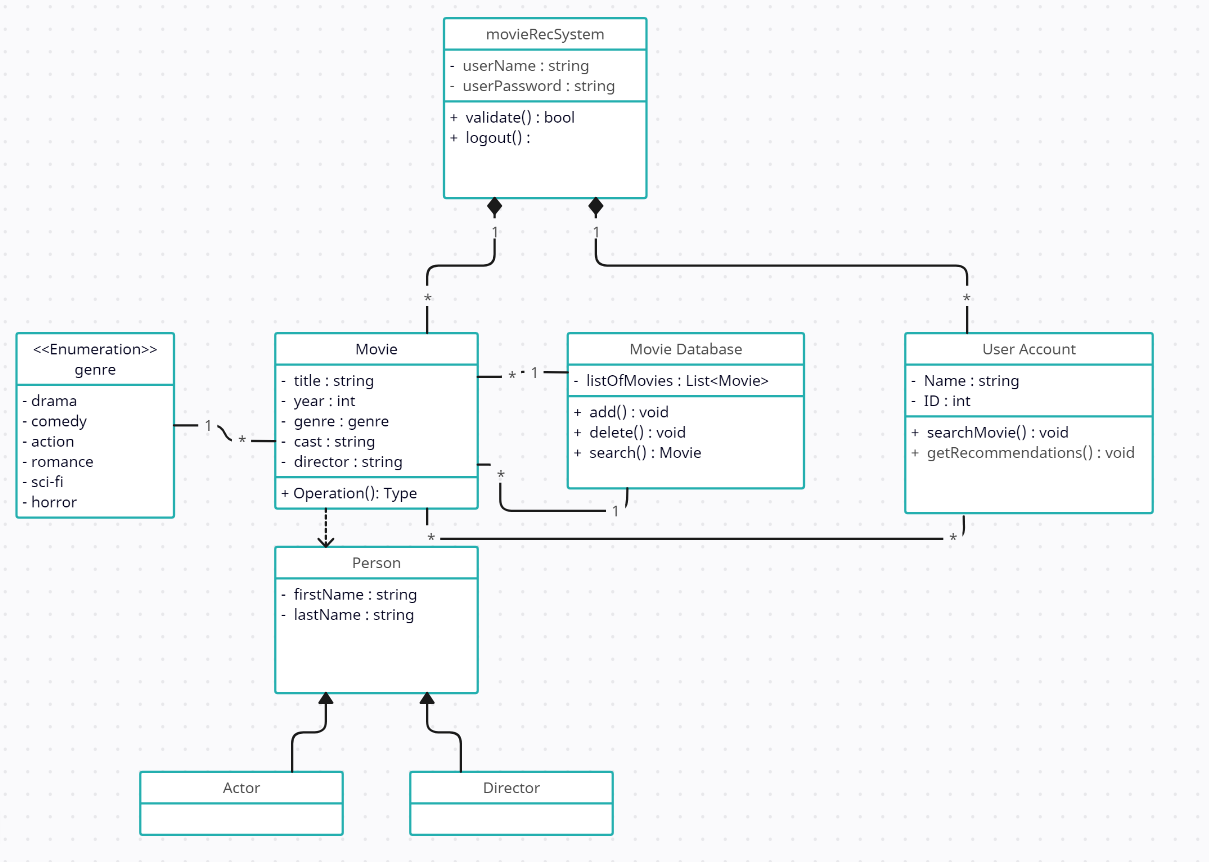 movieRecSystem
- userName : string
- userPassword : string
+ validate() : bool
+ logout() :
1
1
*
*
<<Enumeration>>
genre
- drama
- comedy
- action
- romance
- sci-fi
- horror
1
*
Movie
- title : string
- year : int
- genre : genre
- cast : string
- director : string
+ Operation(): Type
*
1
*
1
Movie Database
- listOfMovies : List<Movie>
+ add() : void
+ delete() : void
+ search() : Movie
User Account
- Name : string
- ID : int
+ searchMovie() : void
+ getRecommendations() : void
*
*
Person
- firstName : string
- lastName : string
Actor
Director